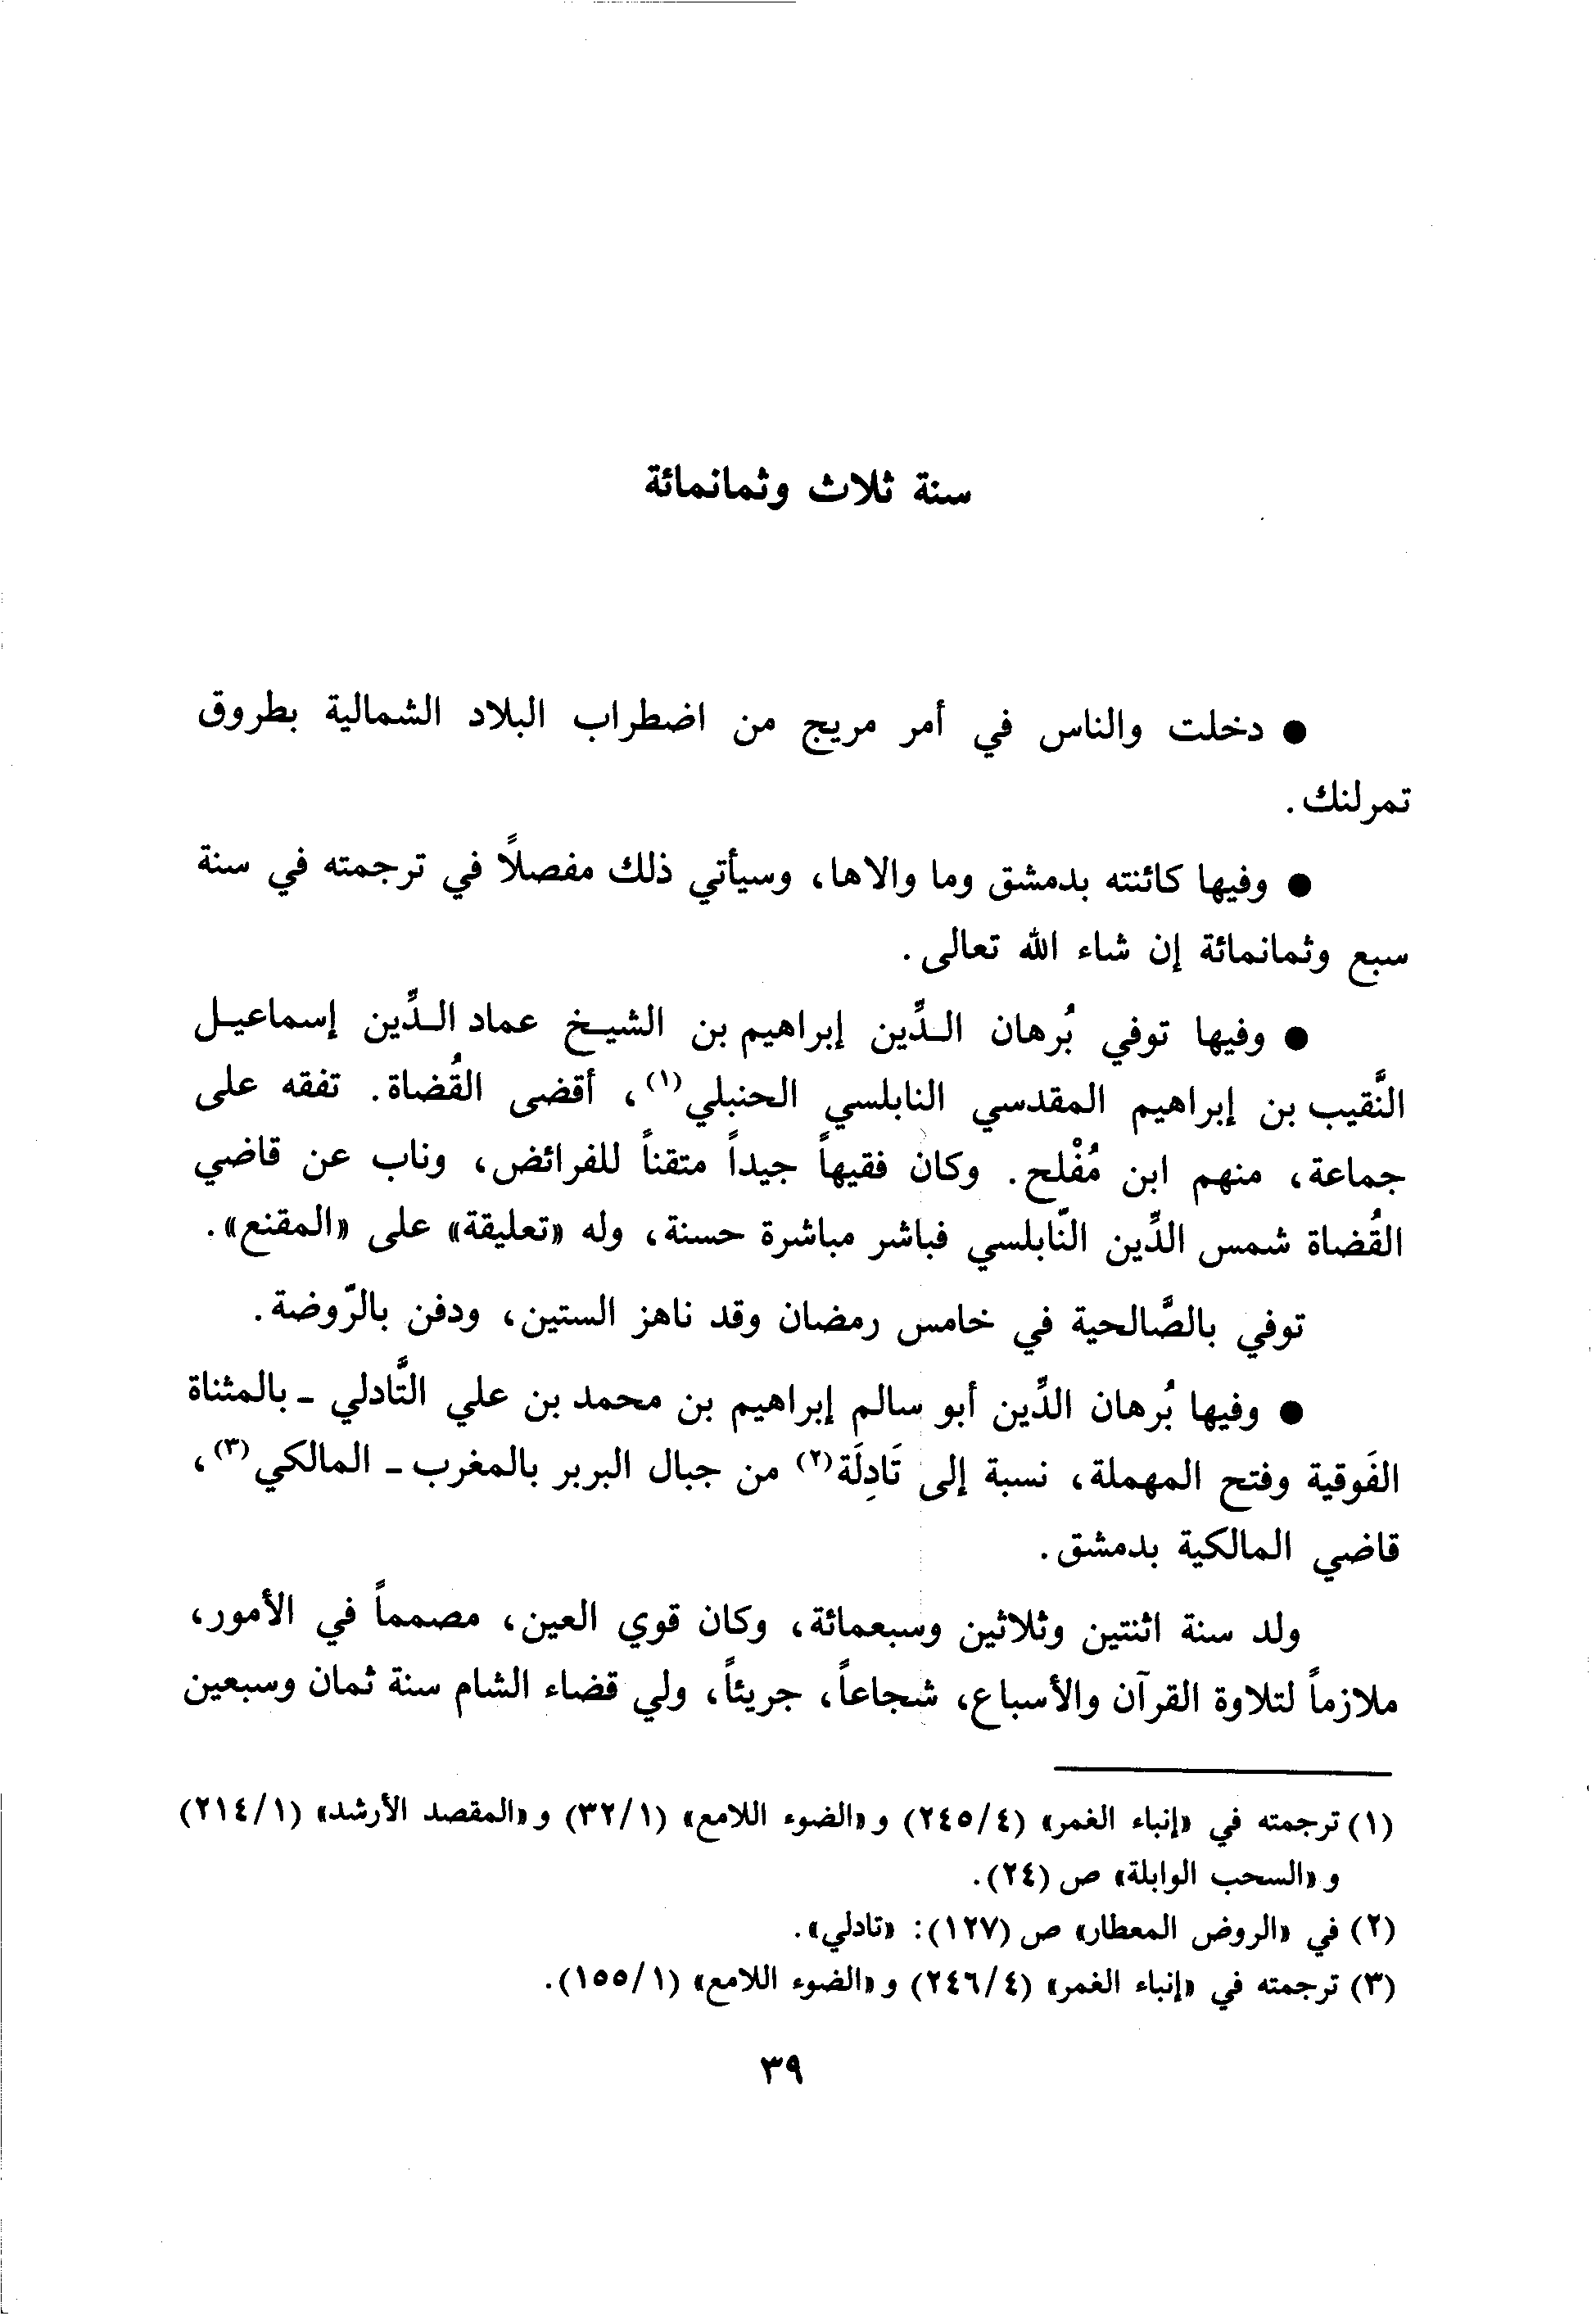 سنة ثلاث وثمانمائة
● دخلت والناس في أمر مريج من اضطراب البلاد الشمالية بطروق
تمرلنك.
● وفيها كائنته بدمشق وما والاها، وسيأتي ذلك مفصلاً في ترجمته في سنة
سبع وثمانمائة إن شاء الله تعالى.
● وفيها توفي بُرهان الـدِّين إبراهيم بن الشيـخ عماد الـدِّين إسماعيـل
النَّقيب بن إبراهيم المقدسي النابلسي الحنبلي(١)، أقضى القُضاة. تفقه على
جماعة، منهم ابن مُفْلح. وكان فقيهاً جيداً متقناً للفرائض، وناب عن قاضي
القُضاة شمس الدِّين النّابلسي فباشر مباشرة حسنة، وله «تعليقة» على «المقنع».
توفي بالصَّالحية في خامس رمضان وقد ناهز الستين، ودفن بالرّوضة.
● وفيها بُرهان الدِّين أبو سالم إبراهيم بن محمد بن علي التَّادلي ـ بالمثناة
الفَوقية وفتح المهملة، نسبة إلى تَادِلَة(٢) من جبال البربر بالمغرب ـ المالكي(٣)،
قاضي المالكية بدمشق.
ولد سنة اثنتين وثلاثين وسبعمائة، وكان قوي العين، مصمماً في الأمور،
ملازماً لتلاوة القرآن والأسباع، شجاعاً، جريئاً، ولي قضاء الشام سنة ثمان وسبعين
(١) ترجمته في «إنباء الغمر» (٢٤٥/٤) و«الضوء اللامع» (٣٢/١) و«المقصد الأرشد» (٢١٤/١)
و«السحب الوابلة» ص (٢٤).
(٢) في «الروض المعطار» ص (١٢٧): «تادلي».
(٣) ترجمته في «إنباء الغمر» (٢٤٦/٤) و«الضوء اللامع» (١٥٥/١).
٣٩